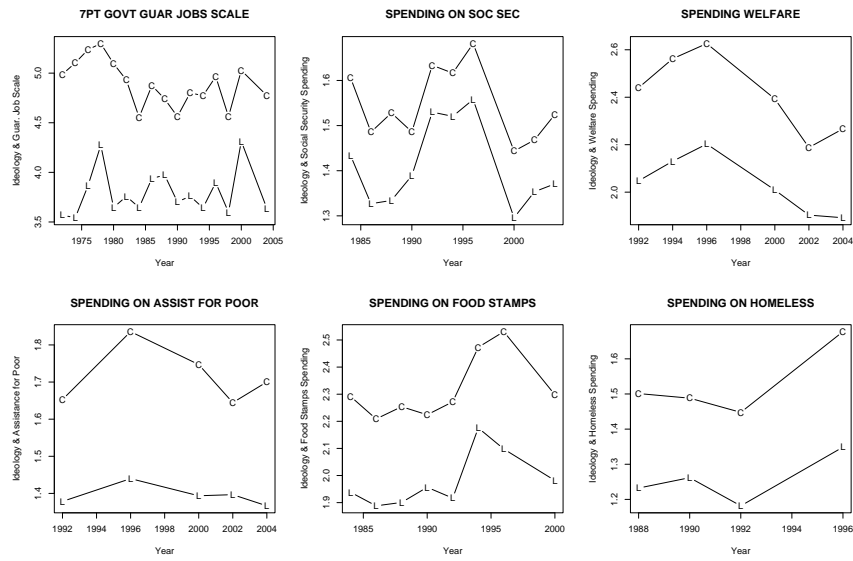 7PT GOVT GUAR JOBS SCALE
Ideology & Guar. Job Scale
5.0
4.5
4.0
3.5
C C C C C C C C C C C C C C C C
L L L L L L L L L L L L L L L L
1975 1980 1985 1990 1995 2000 2005
Year
SPENDING ON SOC SEC
Ideology & Social Security Spending
1.6
1.5
1.4
1.3
C C C C C C C C C C
L L L L L L L L L L
1985 1990 1995 2000
Year
SPENDING WELFARE
Ideology & Welfare Spending
2.6
2.4
2.2
2.0
C C C C C C
L L L L L L
1992 1994 1996 1998 2000 2002 2004
Year
SPENDING ON ASSIST FOR POOR
Ideology & Assistance for Poor
1.8
1.7
1.6
1.5
1.4
C C C C C
L L L L L
1992 1994 1996 1998 2000 2002 2004
Year
SPENDING ON FOOD STAMPS
Ideology & Food Stamps Spending
2.5
2.4
2.3
2.2
2.1
2.0
1.9
C C C C C C C C
L L L L L L L L
1985 1990 1995 2000
Year
SPENDING ON HOMELESS
Ideology & Homeless Spending
1.6
1.5
1.4
1.3
1.2
C C C C
L L L L
1988 1990 1992 1994 1996
Year